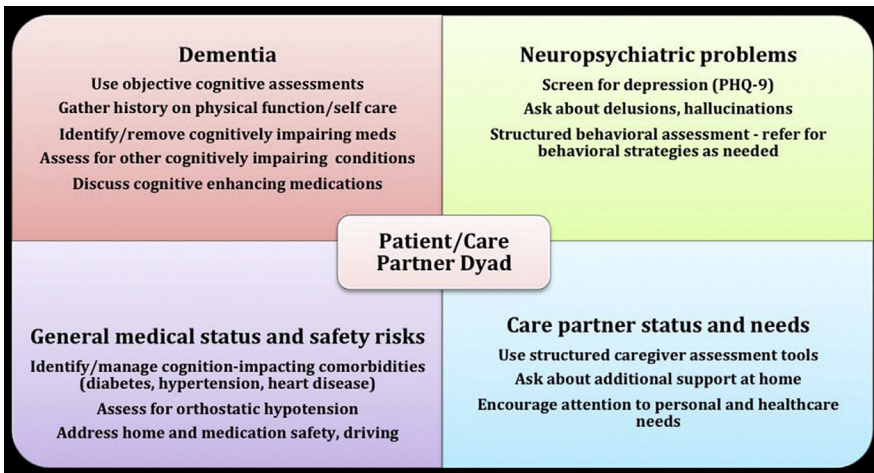 Dementia
Use objective cognitive assessments
Gather history on physical function/self care
Identify/remove cognitively impairing meds
Assess for other cognitively impairing conditions
Discuss cognitive enhancing medications
Neuropsychiatric problems
Screen for depression (PHQ-9)
Ask about delusions, hallucinations
Structured behavioral assessment - refer for
behavioral strategies as needed
Patient/Care
Partner Dyad
General medical status and safety risks
Identify/manage cognition-impacting comorbidities
(diabetes, hypertension, heart disease)
Assess for orthostatic hypotension
Address home and medication safety, driving
Care partner status and needs
Use structured caregiver assessment tools
Ask about additional support at home
Encourage attention to personal and healthcare
needs